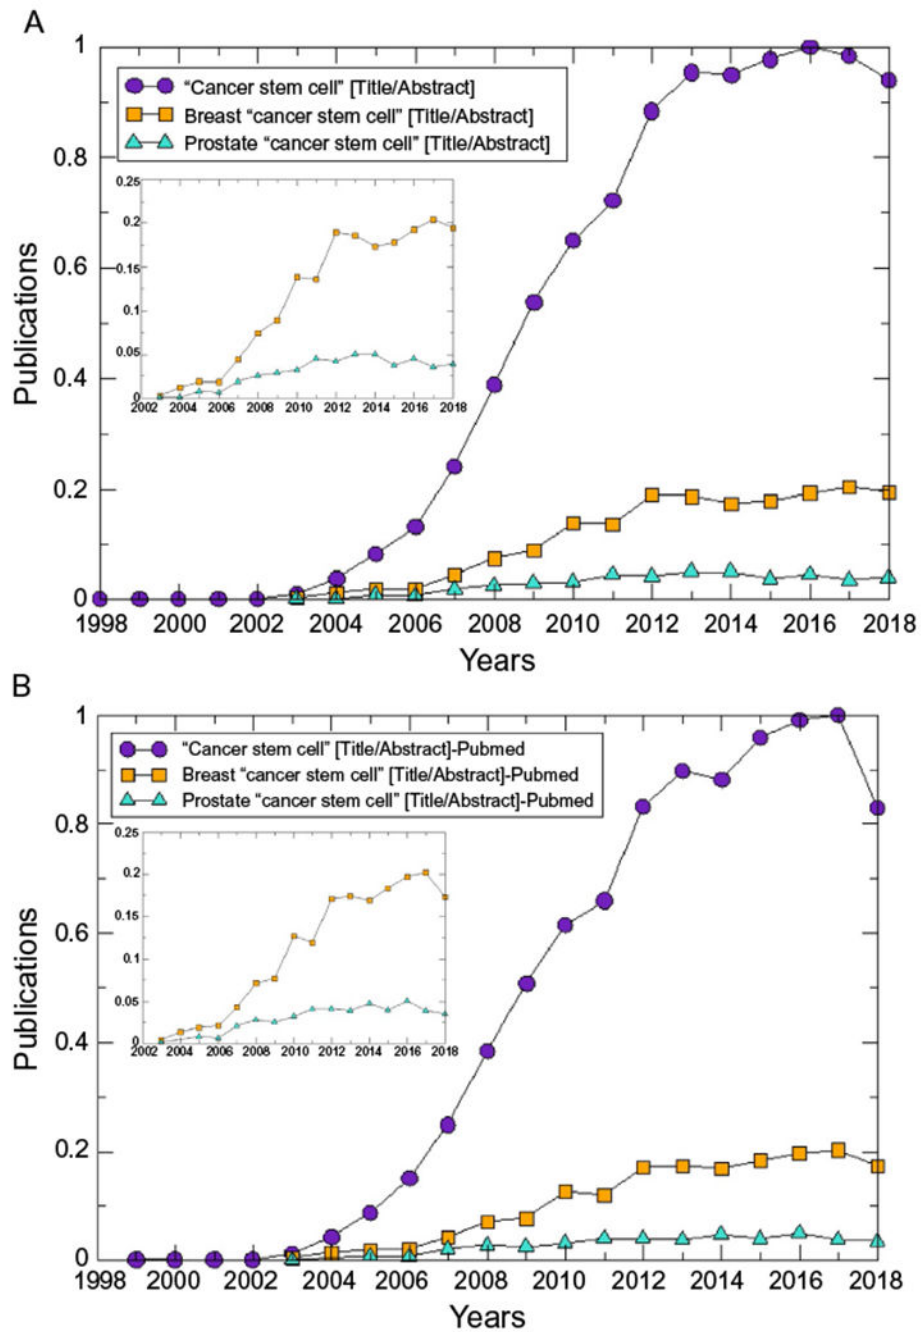 A
1
0.8
0.6
0.4
0.2
0
Publications
“Cancer stem cell” [Title/Abstract]
Breast “cancer stem cell” [Title/Abstract]
Prostate “cancer stem cell” [Title/Abstract]
0.25
0.2
0.15
0.1
0.05
0
2002 2004 2006 2008 2010 2012 2014 2016 2018
1998 2000 2002 2004 2006 2008 2010 2012 2014 2016 2018
Years
B
1
0.8
0.6
0.4
0.2
0
Publications
“Cancer stem cell” [Title/Abstract]-Pubmed
Breast “cancer stem cell” [Title/Abstract]-Pubmed
Prostate “cancer stem cell” [Title/Abstract]-Pubmed
0.25
0.2
0.15
0.1
0.05
0
2002 2004 2006 2008 2010 2012 2014 2016 2018
1998 2000 2002 2004 2006 2008 2010 2012 2014 2016 2018
Years